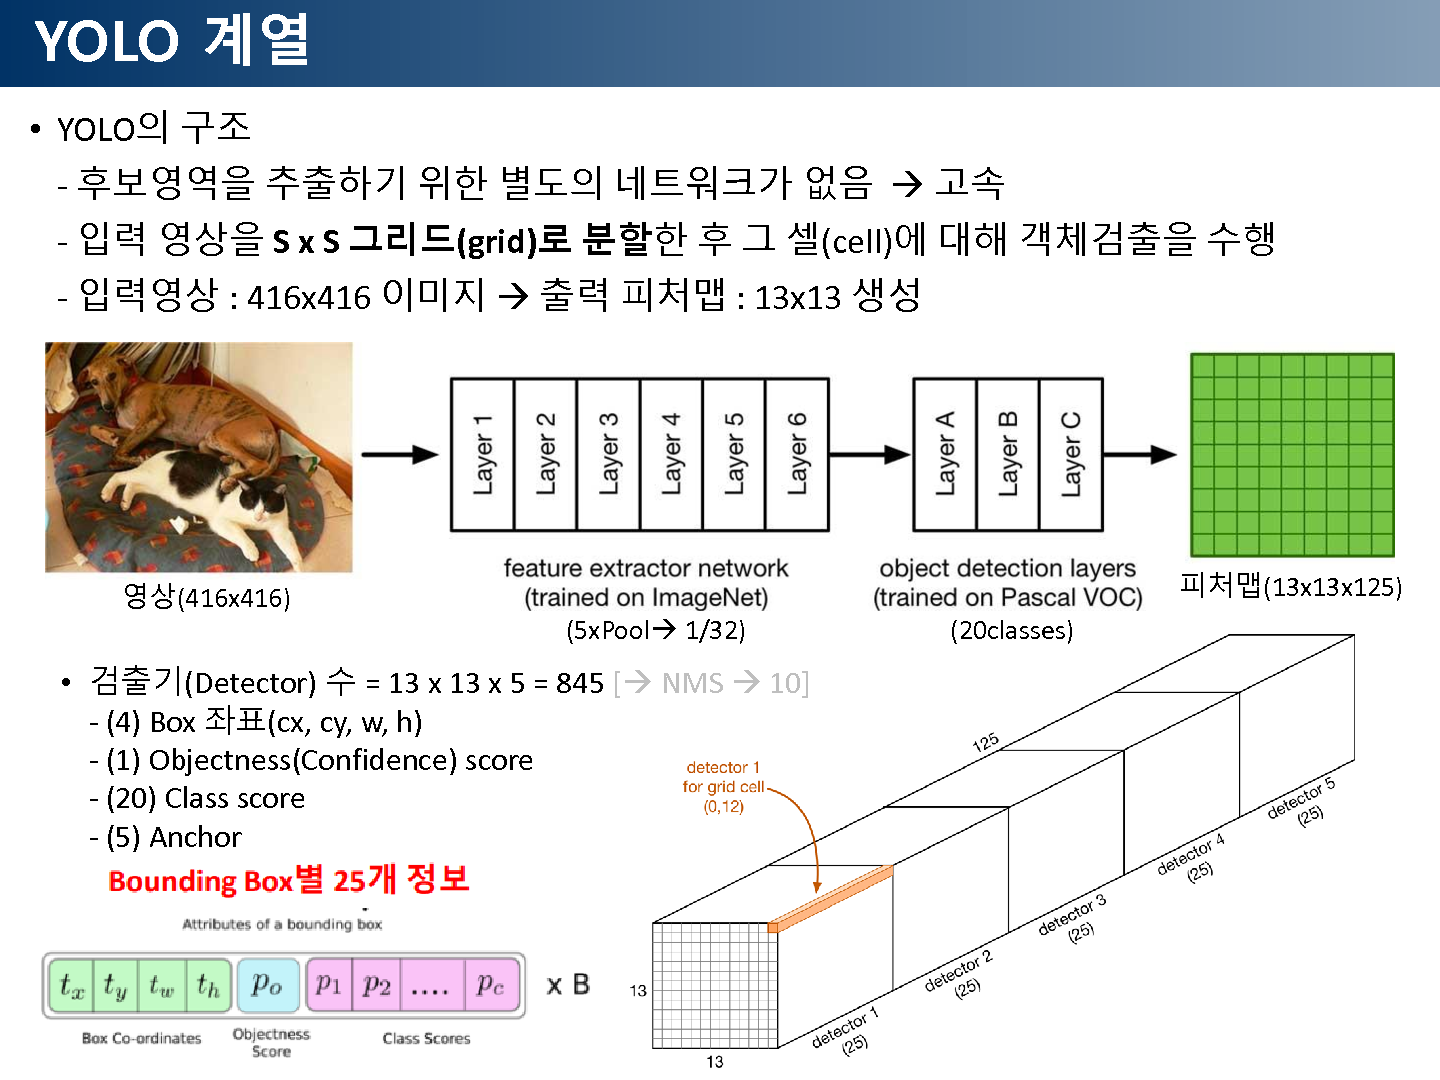 YOLO 계열
• YOLO의 구조
- 후보영역을 추출하기 위한 별도의 네트워크가 없음 → 고속
- 입력 영상을 S x S 그리드(grid)로 분할한 후 그 셀(cell)에 대해 객체검출을 수행
- 입력영상 : 416x416 이미지 → 출력 피처맵 : 13x13 생성
Layer 1
Layer 2
Layer 3
Layer 4
Layer 5
Layer 6
Layer A
Layer B
Layer C
영상(416x416)
feature extractor network
(trained on ImageNet)
(5xPool→ 1/32)
object detection layers
(trained on Pascal VOC)
(20classes)
피처맵(13x13x125)
• 검출기(Detector) 수 = 13 x 13 x 5 = 845 [→ NMS → 10]
- (4) Box 좌표(cx, cy, w, h)
- (1) Objectness(Confidence) score
- (20) Class score
- (5) Anchor
Bounding Box별 25개 정보
Attributes of a bounding box
tx ty tw th po p1 p2 .... pc x B
Box Co-ordinates
Objectness
Score
Class Scores
125
detector 1
for grid cell
(0,12)
13
13
detector 1
(25)
detector 2
(25)
detector 3
(25)
detector 4
(25)
detector 5
(25)